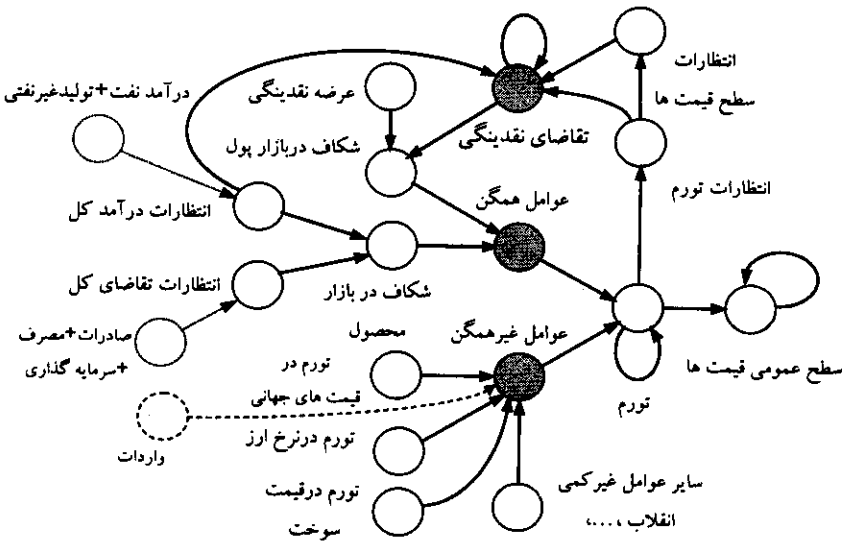 انتظارات
سطح قیمت ها
عرضه نقدینگی
درآمد نفت+تولیدغیرنفتی
تقاضای نقدینگی
شکاف دربازار پول
انتظارات تورم
عوامل همگن
انتظارات درآمد کل
انتظارات تقاضای کل
شکاف در بازار
محصول
عوامل غیرهمگن
صادرات+مصرف
+سرمایه گذاری
سطح عمومی قیمت ها
تورم
تورم در
قیمت های جهانی
واردات
تورم درنرخ ارز
تورم درقیمت
سوخت
سایر عوامل غیرکمی
انقلاب ،...،